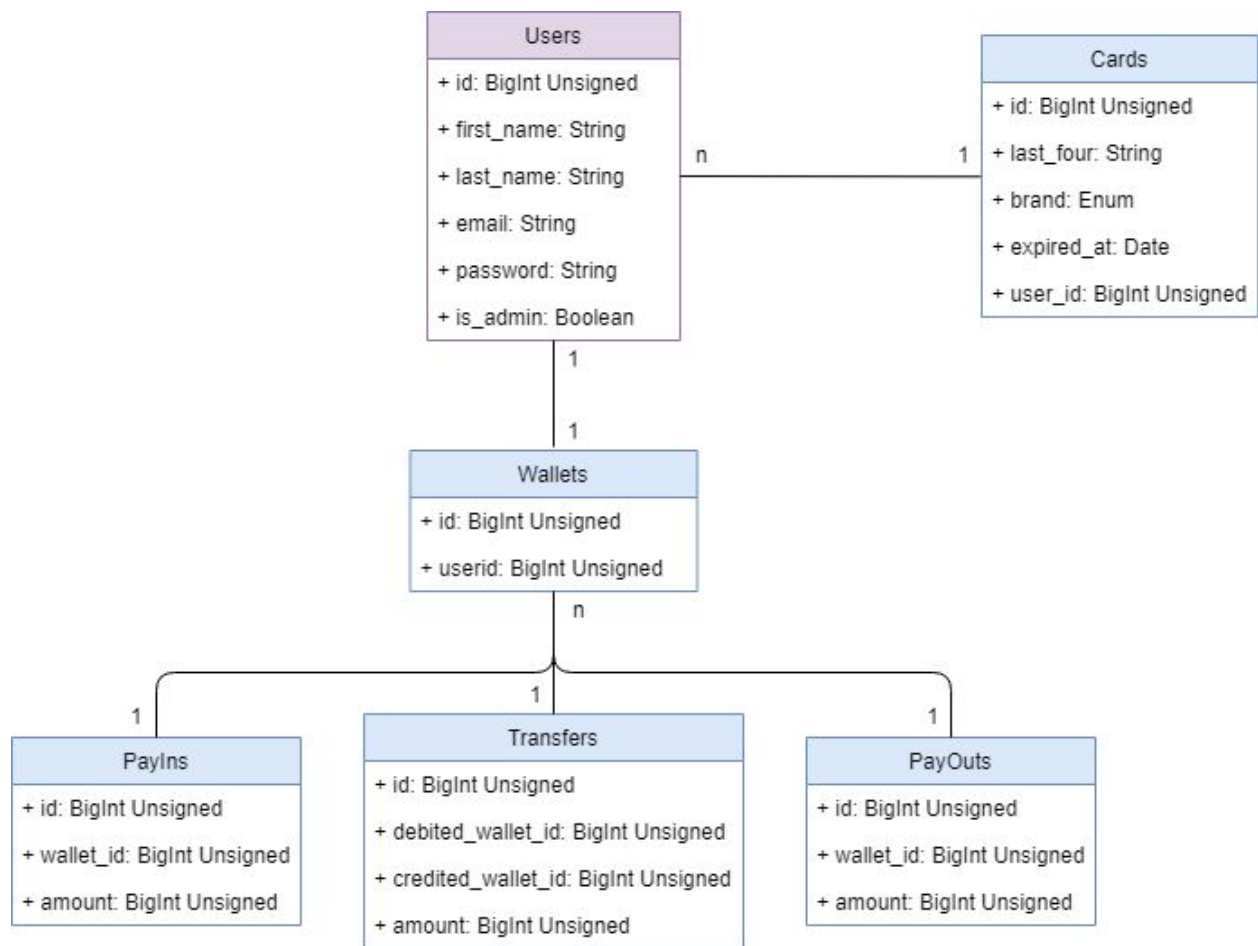 Users
+ id: BigInt Unsigned
+ first_name: String
+ last_name: String
+ email: String
+ password: String
+ is_admin: Boolean
Cards
+ id: BigInt Unsigned
+ last_four: String
+ brand: Enum
+ expired_at: Date
+ user_id: BigInt Unsigned
n
1
1
1
Wallets
+ id: BigInt Unsigned
+ userid: BigInt Unsigned
n
1
1
1
PayIns
+ id: BigInt Unsigned
+ wallet_id: BigInt Unsigned
+ amount: BigInt Unsigned
Transfers
+ id: BigInt Unsigned
+ debited_wallet_id: BigInt Unsigned
+ credited_wallet_id: BigInt Unsigned
+ amount: BigInt Unsigned
PayOuts
+ id: BigInt Unsigned
+ wallet_id: BigInt Unsigned
+ amount: BigInt Unsigned